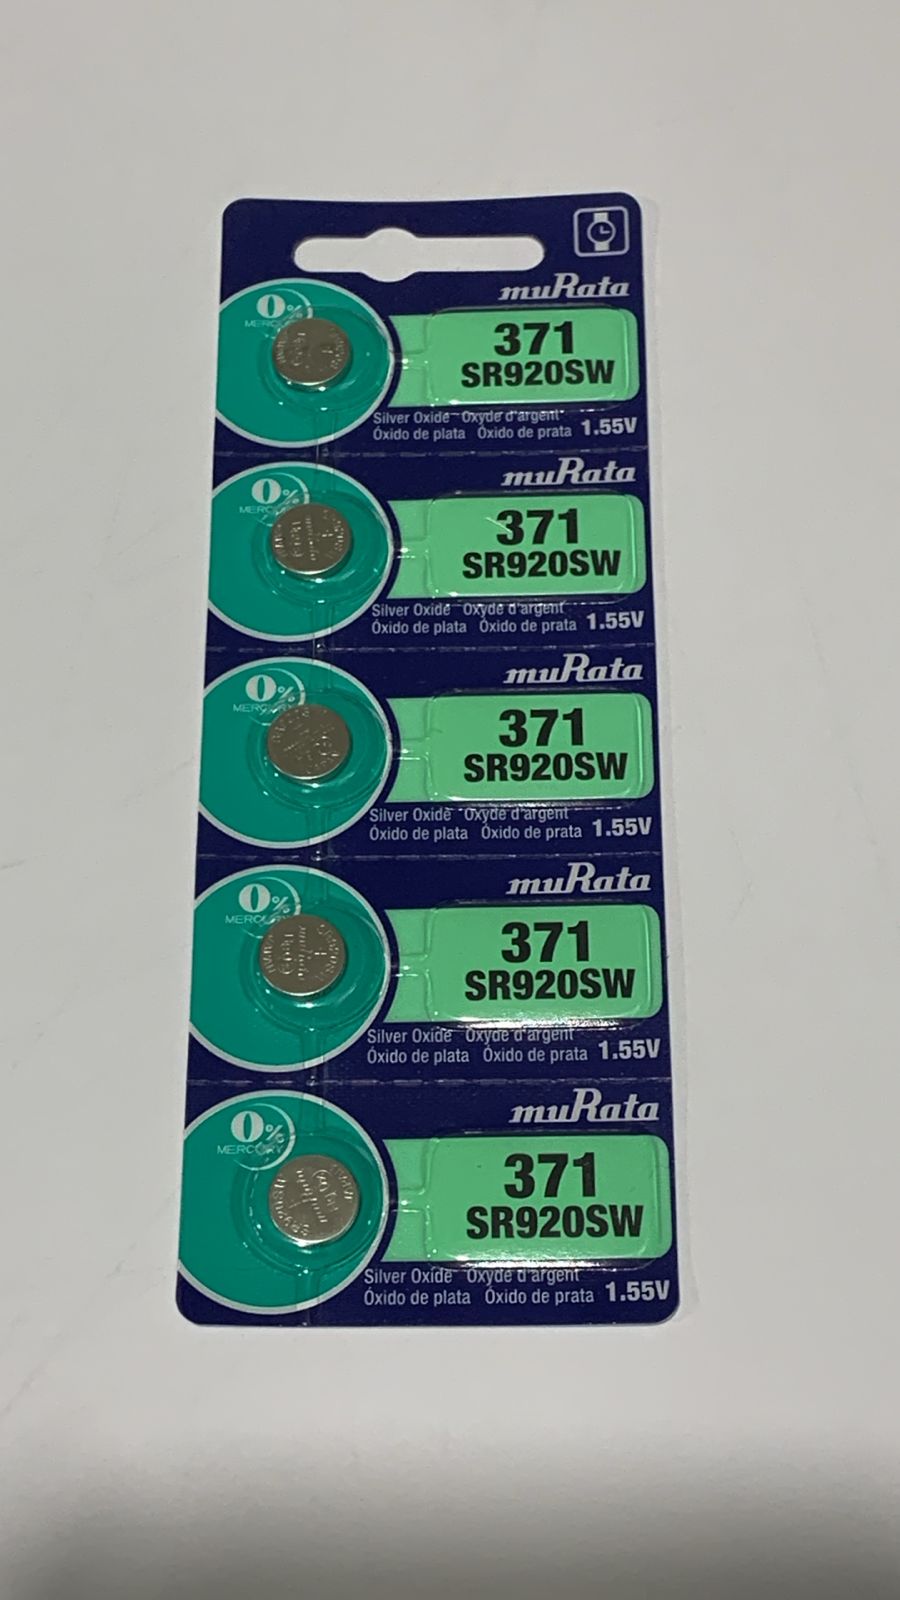 muRata
0%
MERCURY
371
SR920SW
Silver Oxide Oxyde d'argent
Óxido de plata Óxido de prata 1.55V
muRata
0%
MERCURY
371
SR920SW
Silver Oxide Oxyde d'argent
Óxido de plata Óxido de prata 1.55V
muRata
0%
MERCURY
371
SR920SW
Silver Oxide Oxyde d'argent
Óxido de plata Óxido de prata 1.55V
muRata
0%
MERCURY
371
SR920SW
Silver Oxide Oxyde d'argent
Óxido de plata Óxido de prata 1.55V
muRata
0%
MERCURY
371
SR920SW
Silver Oxide Oxyde d'argent
Óxido de plata Óxido de prata 1.55V